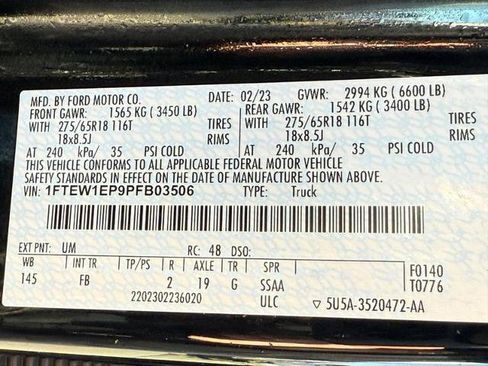 MFD. BY FORD MOTOR CO. DATE: 02/23 GVWR: 2994 KG ( 6600 LB)
FRONT GAWR: 1565 KG ( 3450 LB) REAR GAWR: 1542 KG ( 3400 LB)
WITH 275/65R18 116T TIRES WITH 275/65R18 116T TIRES
18x8.5J RIMS 18x8.5J RIMS
AT 240 kPa/ 35 PSI COLD AT 240 kPa/ 35 PSI COLD
THIS VEHICLE CONFORMS TO ALL APPLICABLE FEDERAL MOTOR VEHICLE
SAFETY STANDARDS IN EFFECT ON THE DATE OF MANUFACTURE SHOWN ABOVE.
VIN: 1FTEW1EP9PFB03506 TYPE: Truck
EXT PNT: UM RC: 48 DSO:
WB INT TR TP/PS R AXLE TR SPR F0140
145 FB 2 19 G SSAA T0776
2202302236020 ULC 5U5A-3520472-AA